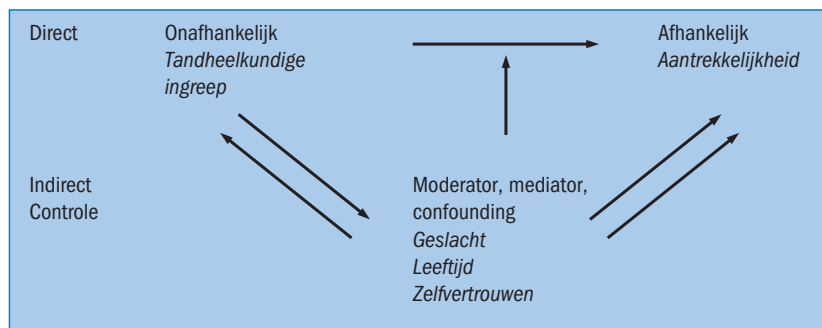 Direct
Onafhankelijk
Tandheelkundige
ingreep
Afhankelijk
Aantrekkelijkheid
Indirect
Controle
Moderator, mediator,
confounding
Geslacht
Leeftijd
Zelfvertrouwen